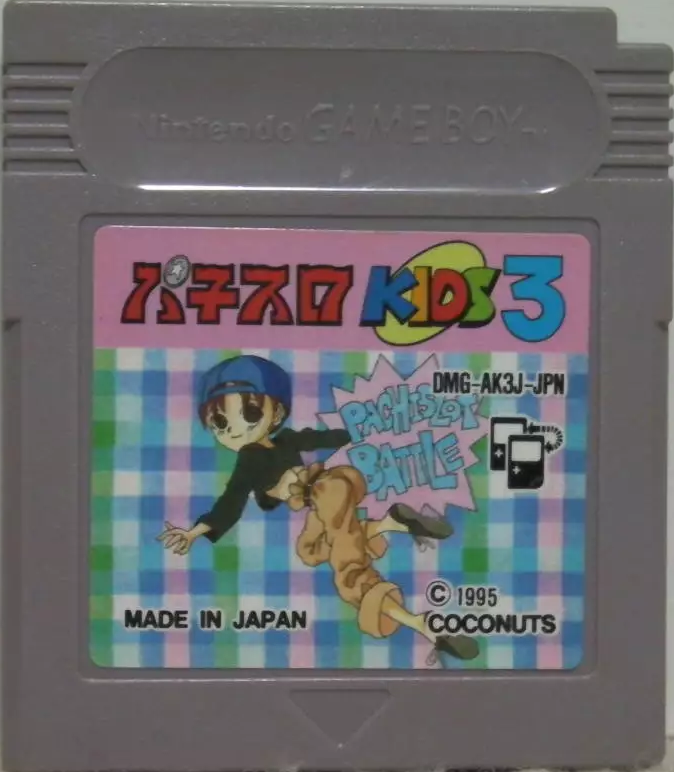 Nintendo GAME BOY TM
パチスロ KIDS 3
DMG-AK3J-JPN
PACHISLOT
BATTLE
© 1995
MADE IN JAPAN
COCONUTS